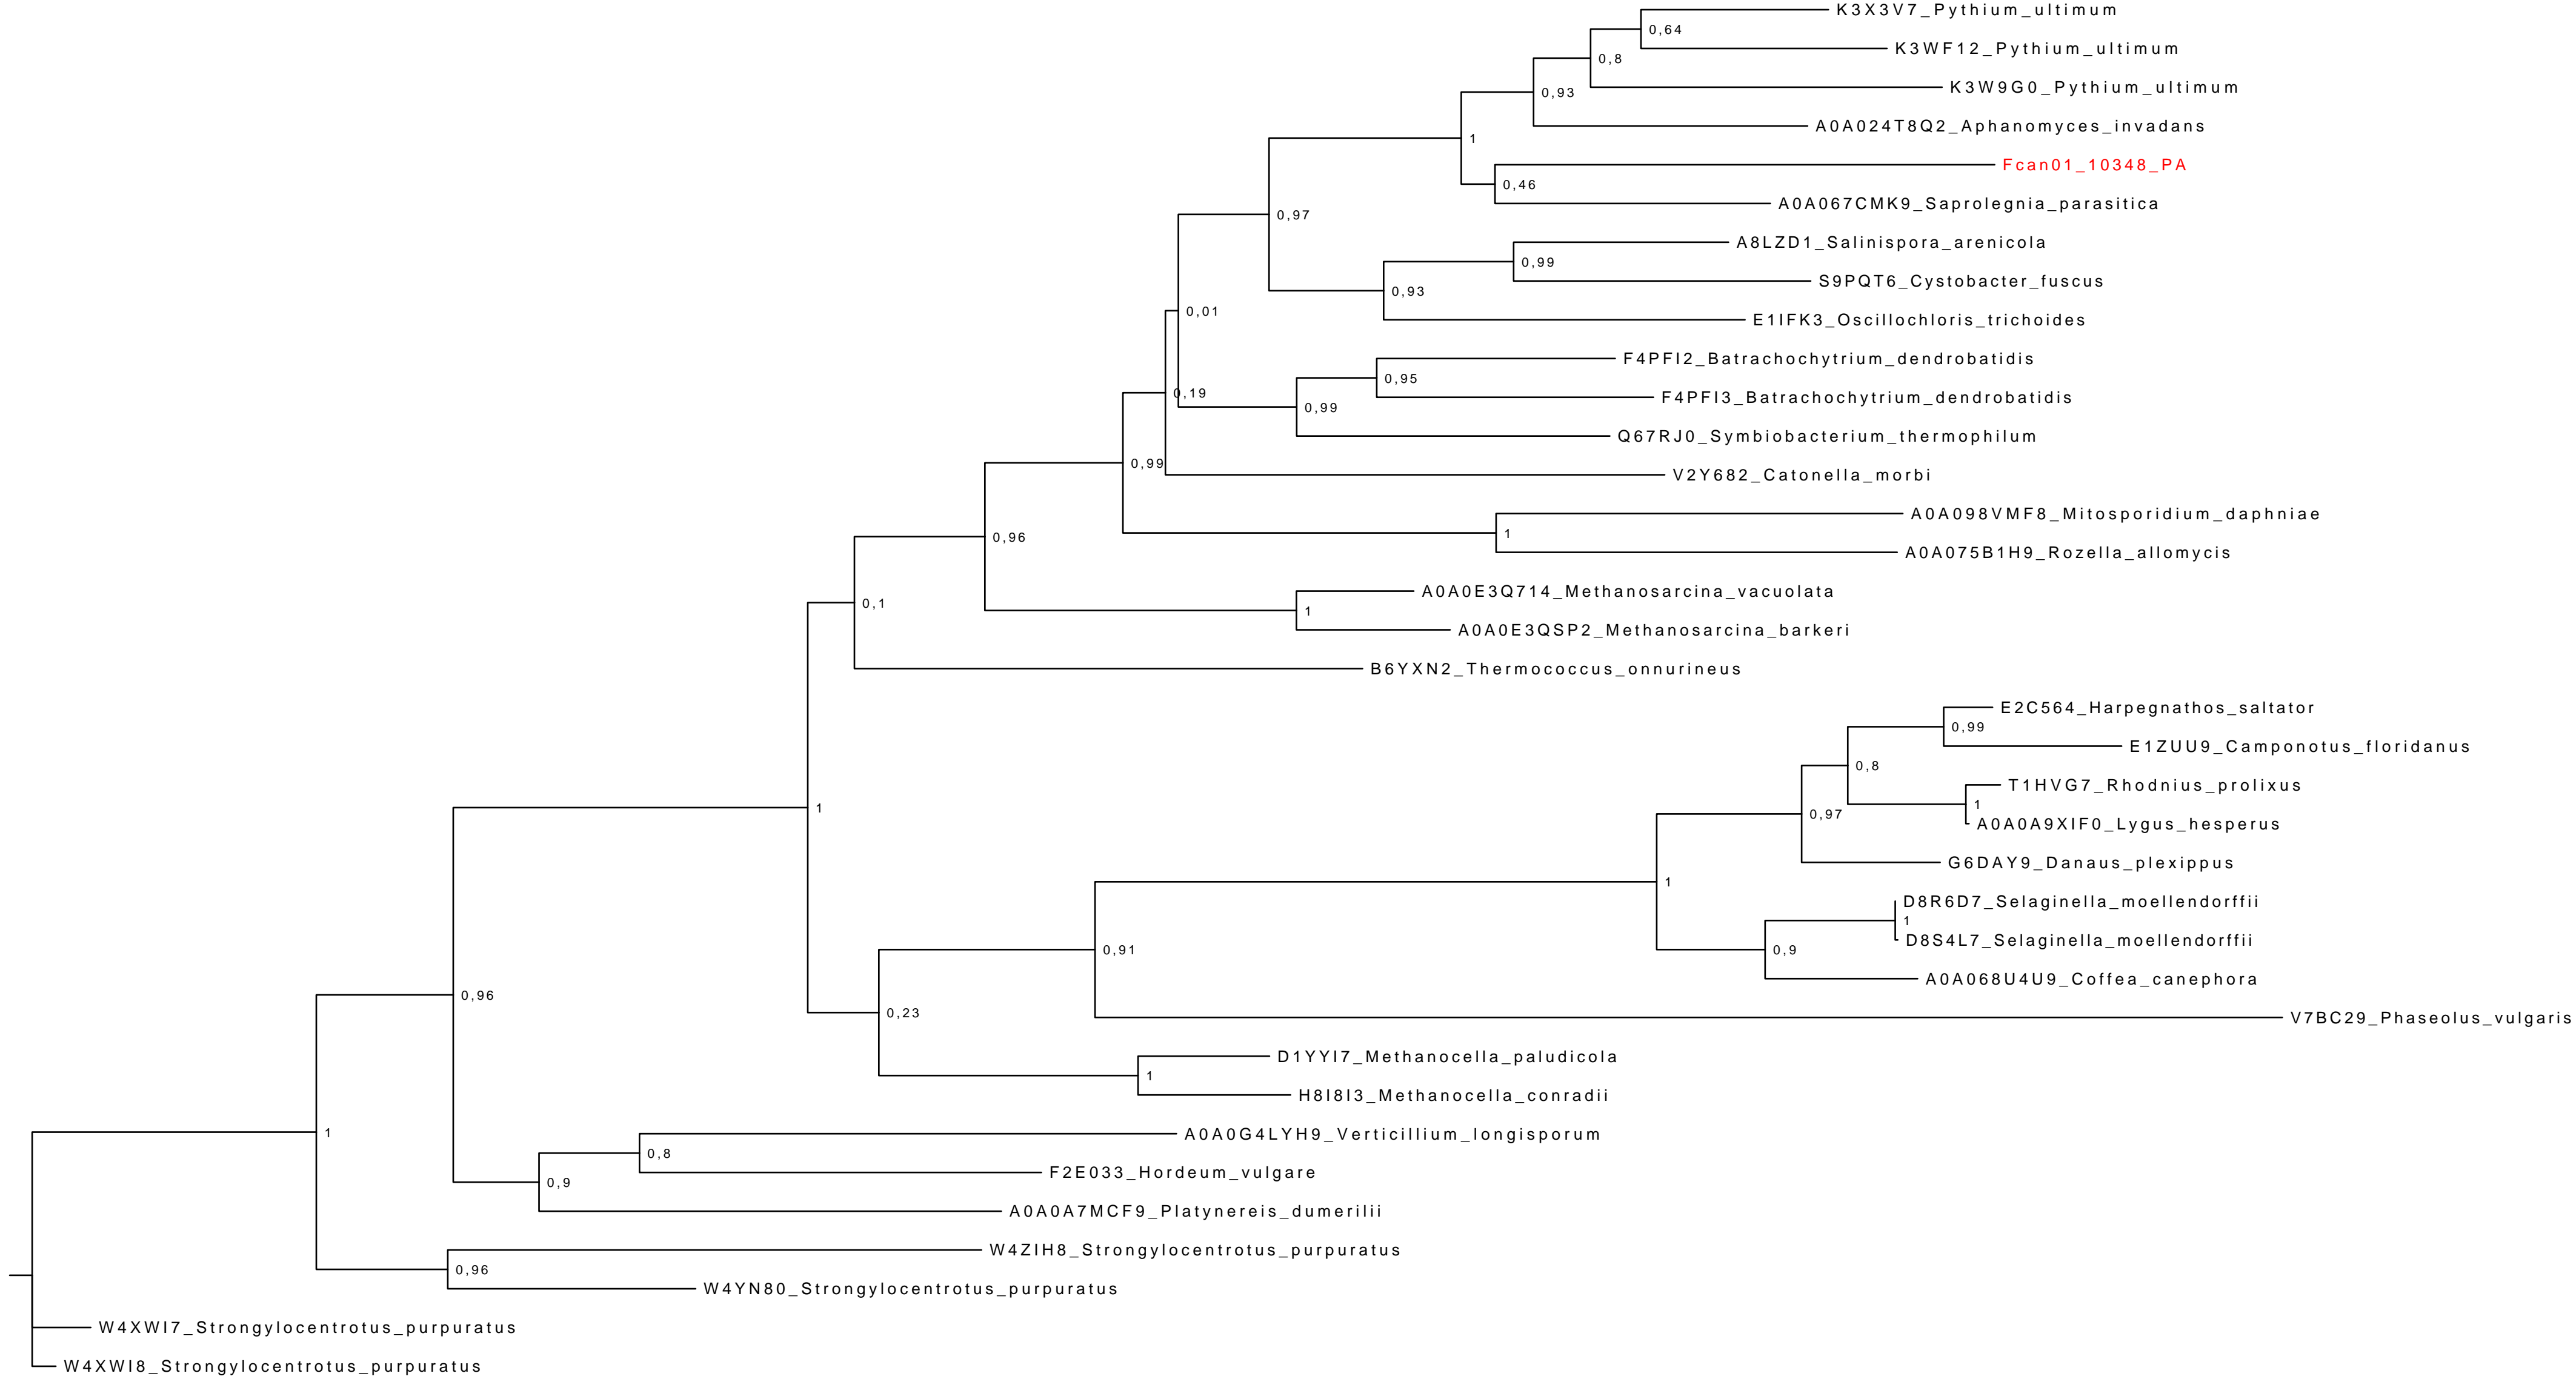 K3X3V7_Pythium_ultimum
0,64
K3WF12_Pythium_ultimum
0,8
K3W9G0_Pythium_ultimum
0,93
A0A024T8Q2_Aphanomyces_invadans
1
Fcan01_10348_PA
0,46
A0A067CMK9_Saprolegnia_parasitica
0,97
A8LZD1_Salinispora_arenicola
0,99
S9PQT6_Cystobacter_fuscus
0,93
E1IFK3_Oscillochloris_trichoides
0,01
F4PFI2_Batrachochytrium_dendrobatidis
0,95
F4PFI3_Batrachochytrium_dendrobatidis
0,19
0,99
Q67RJ0_Symbiobacterium_thermophilum
0,99
V2Y682_Catonella_morbi
A0A098VMF8_Mitosporidium_daphniae
1
0,96
A0A075B1H9_Rozella_allomycis
A0A0E3Q714_Methanosarcina_vacuolata
0,1
1
A0A0E3QSP2_Methanosarcina_barkeri
B6YXN2_Thermococcus_onnurineus
E2C564_Harpegnathos_saltator
0,99
E1ZUU9_Camponotus_floridanus
0,8
T1HVG7_Rhodnius_prolixus
1
1
0,97
A0A0A9XIF0_Lygus_hesperus
G6DAY9_Danaus_plexippus
1
D8R6D7_Selaginella_moellendorffii
1
D8S4L7_Selaginella_moellendorffii
0,91
0,9
A0A068U4U9_Coffea_canephora
0,96
0,23
V7BC29_Phaseolus_vulgaris
D1YYI7_Methanocella_paludicola
1
H8I8I3_Methanocella_conradii
1
A0A0G4LYH9_Verticillium_longisporum
0,8
F2E033_Hordeum_vulgare
0,9
A0A0A7MCF9_Platynereis_dumerilii
W4ZIH8_Strongylocentrotus_purpuratus
0,96
W4YN80_Strongylocentrotus_purpuratus
W4XWI7_Strongylocentrotus_purpuratus
W4XWI8_Strongylocentrotus_purpuratus